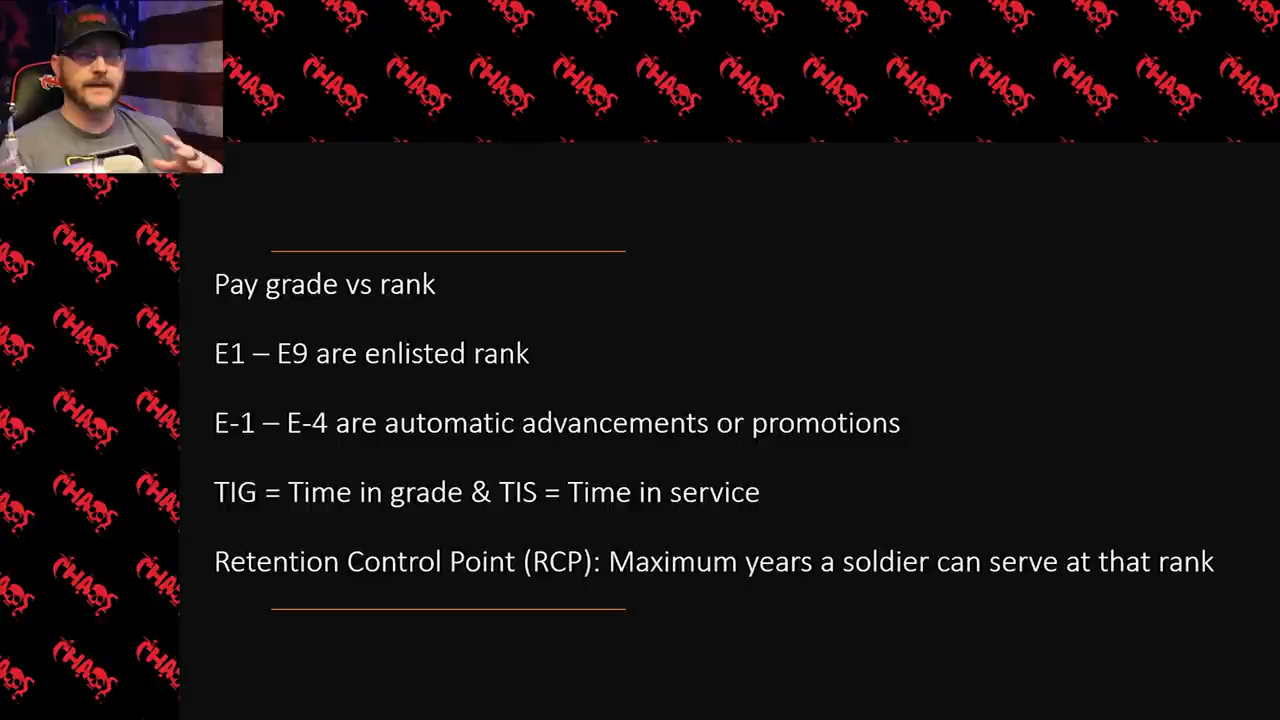 Pay grade vs rank
E1 – E9 are enlisted rank
E-1 – E-4 are automatic advancements or promotions
TIG = Time in grade & TIS = Time in service
Retention Control Point (RCP): Maximum years a soldier can serve at that rank
CHAOS